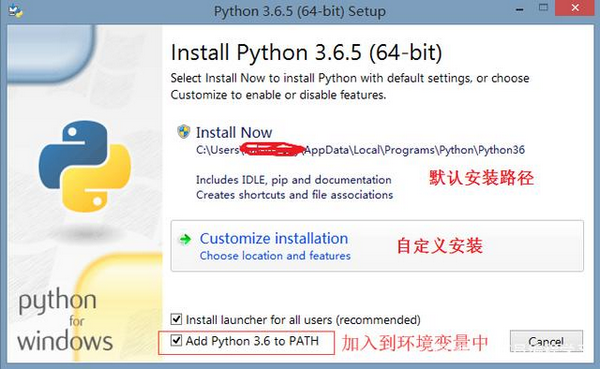 Python 3.6.5 (64-bit) Setup
Install Python 3.6.5 (64-bit)
Select Install Now to install Python with default settings, or choose
Customize to enable or disable features.
Install Now
C:\Users\AppData\Local\Programs\Python\Python36
Includes IDLE, pip and documentation
Creates shortcuts and file associations
默认安装路径
Customize installation
Choose location and features
自定义安装
python
for
windows
Install launcher for all users (recommended)
Add Python 3.6 to PATH
加入到环境变量中
Cancel